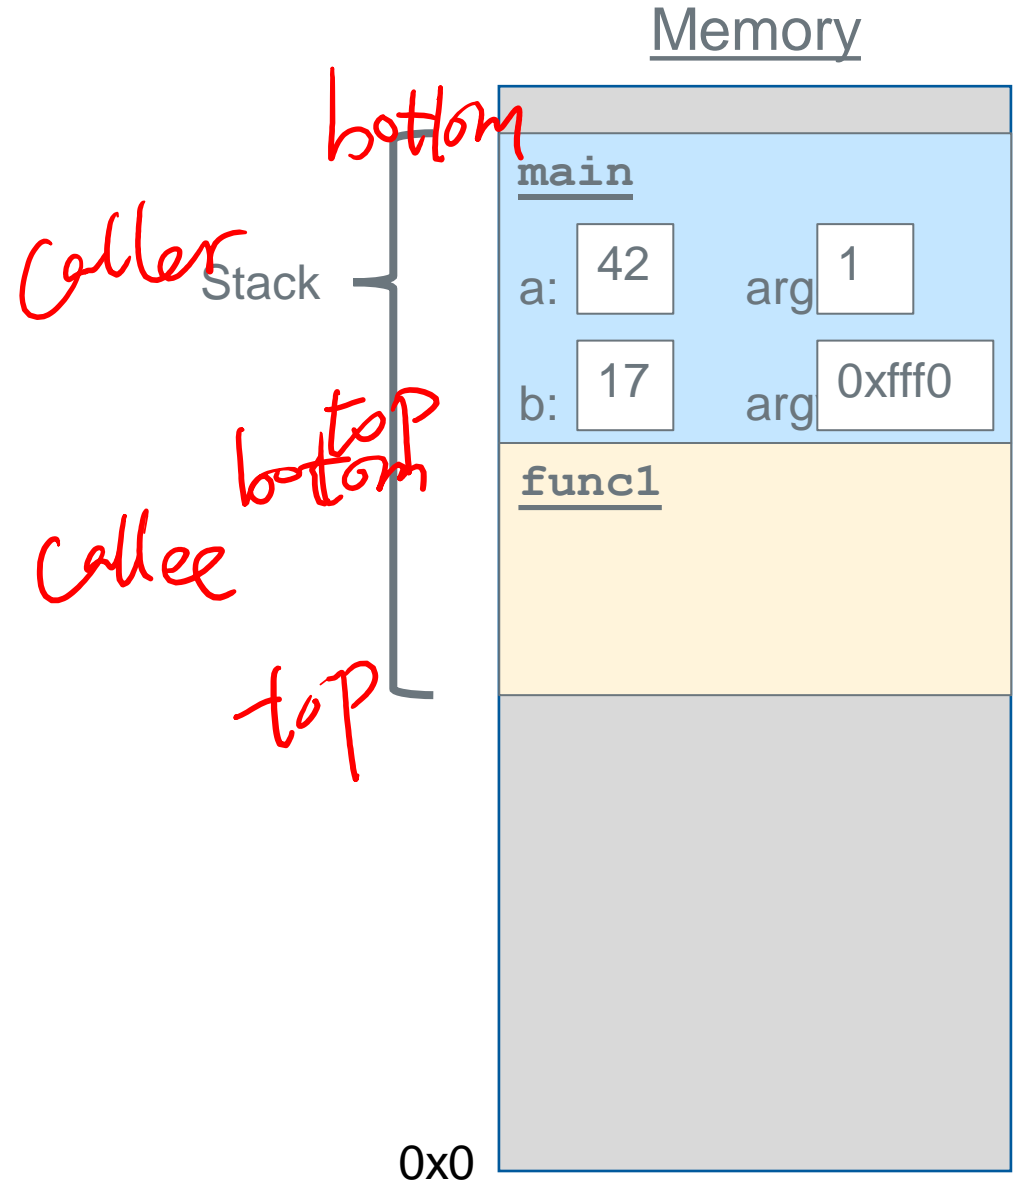 Memory
bottom
main
caller
Stack
a: 42 arg 1
b: 17 arg 0xfff0
top
bottom
func1
callee
top
0x0